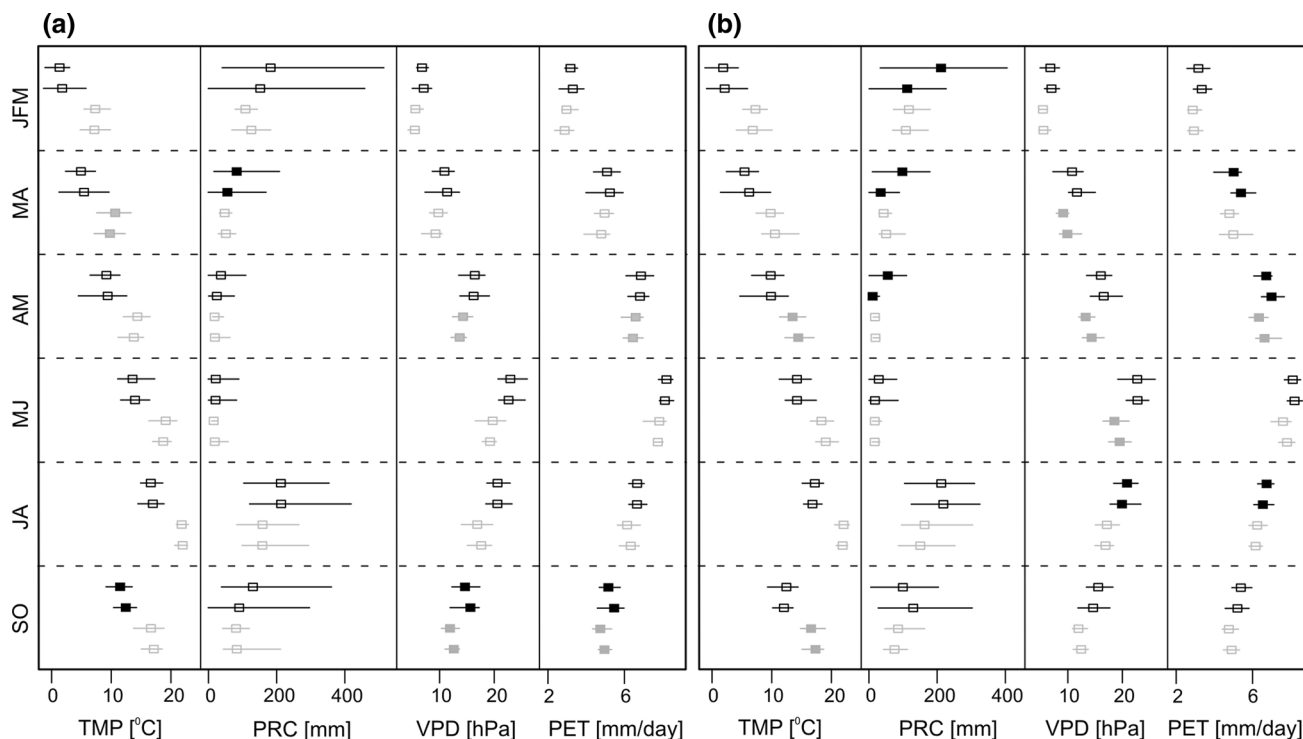 (a) (b)
JFM
MA
AM
MJ
JA
SO
0 10 20 0 200 400 10 20 2 6 0 10 20 0 200 400 10 20 2 6
TMP [⁰C] PRC [mm] VPD [hPa] PET [mm/day] TMP [⁰C] PRC [mm] VPD [hPa] PET [mm/day]